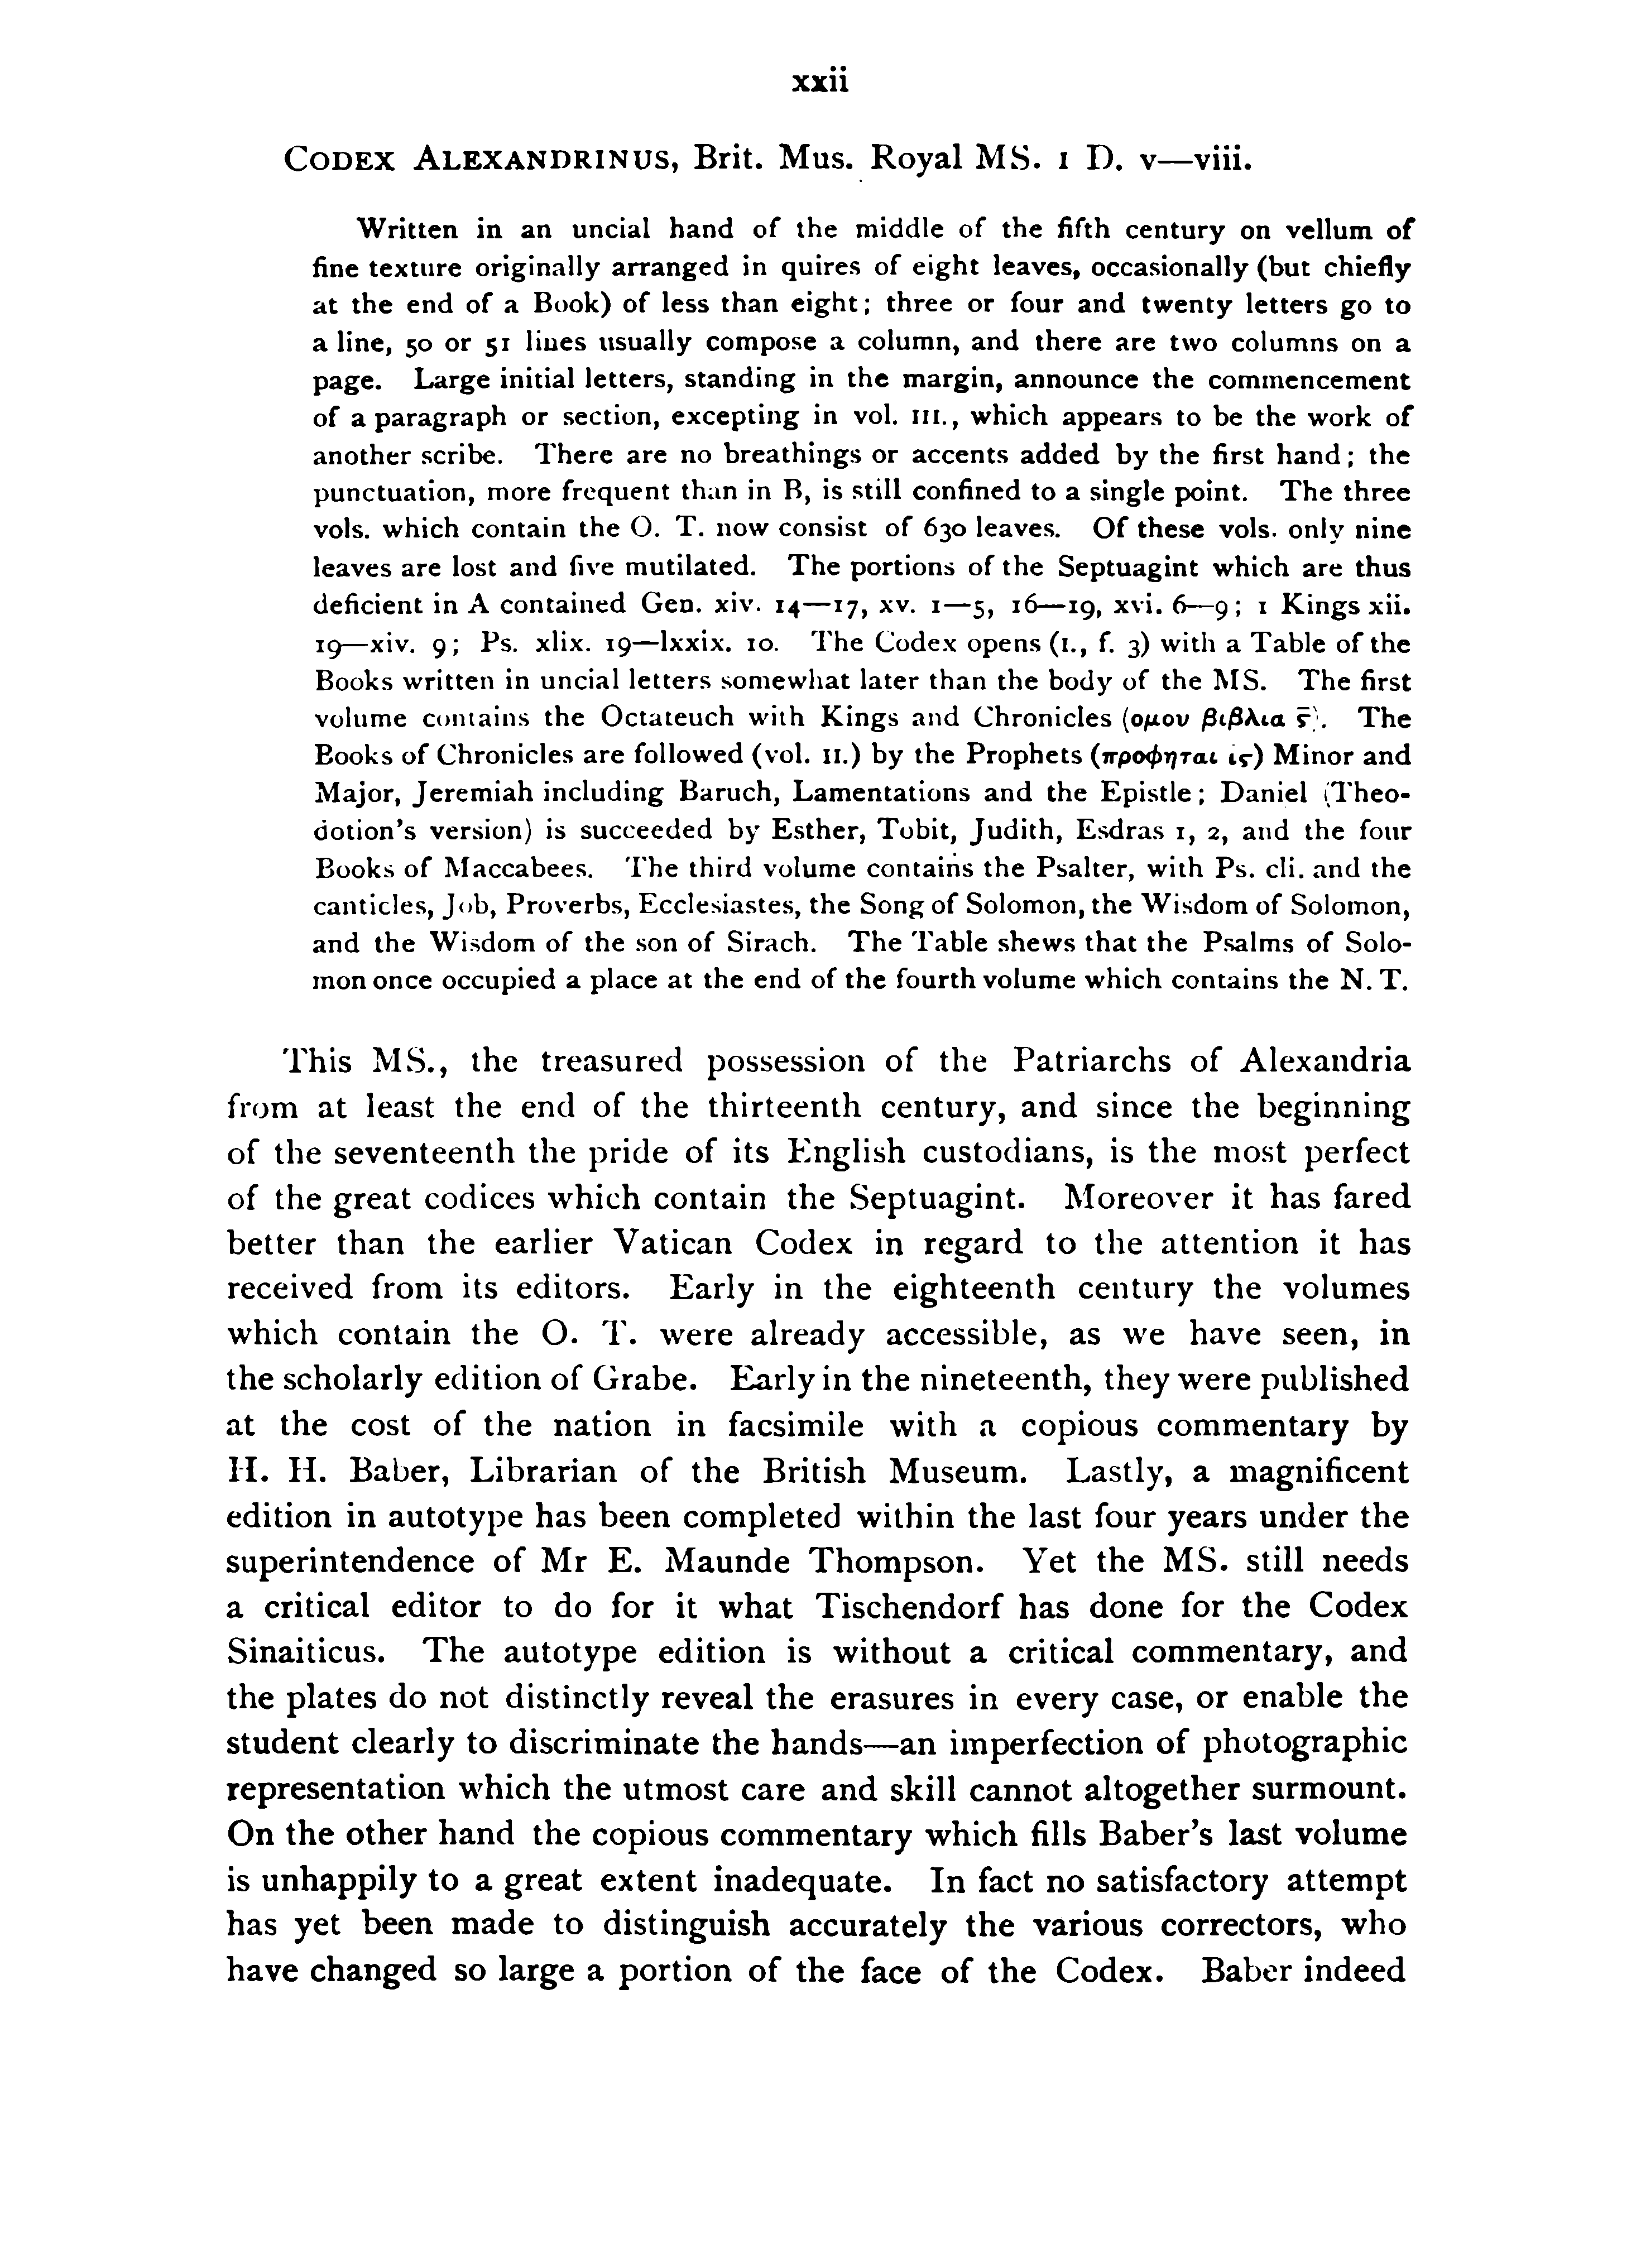 xxii
CODEX ALEXANDRINUS, Brit. Mus. Royal MS. 1 D. v—viii.
Written in an uncial hand of the middle of the fifth century on vellum of
fine texture originally arranged in quires of eight leaves, occasionally (but chiefly
at the end of a Book) of less than eight; three or four and twenty letters go to
a line, 50 or 51 lines usually compose a column, and there are two columns on a
page. Large initial letters, standing in the margin, announce the commencement
of a paragraph or section, excepting in vol. III., which appears to be the work of
another scribe. There are no breathings or accents added by the first hand; the
punctuation, more frequent than in B, is still confined to a single point. The three
vols. which contain the O. T. now consist of 630 leaves. Of these vols. only nine
leaves are lost and five mutilated. The portions of the Septuagint which are thus
deficient in A contained Gen. xiv. 14—17, xv. 1—5, 16—19, xvi. 6—9; 1 Kings xii.
19—xiv. 9; Ps. xlix. 19—lxxix. 10. The Codex opens (I., f. 3) with a Table of the
Books written in uncial letters somewhat later than the body of the MS. The first
volume contains the Octateuch with Kings and Chronicles (ομου βιβλια ϛ̅). The
Books of Chronicles are followed (vol. II.) by the Prophets (προφηται ιϛ) Minor and
Major, Jeremiah including Baruch, Lamentations and the Epistle; Daniel (Theo-
dotion's version) is succeeded by Esther, Tobit, Judith, Esdras 1, 2, and the four
Books of Maccabees. The third volume contains the Psalter, with Ps. cli. and the
canticles, Job, Proverbs, Ecclesiastes, the Song of Solomon, the Wisdom of Solomon,
and the Wisdom of the son of Sirach. The Table shews that the Psalms of Solo-
mon once occupied a place at the end of the fourth volume which contains the N. T.
This MS., the treasured possession of the Patriarchs of Alexandria
from at least the end of the thirteenth century, and since the beginning
of the seventeenth the pride of its English custodians, is the most perfect
of the great codices which contain the Septuagint. Moreover it has fared
better than the earlier Vatican Codex in regard to the attention it has
received from its editors. Early in the eighteenth century the volumes
which contain the O. T. were already accessible, as we have seen, in
the scholarly edition of Grabe. Early in the nineteenth, they were published
at the cost of the nation in facsimile with a copious commentary by
H. H. Baber, Librarian of the British Museum. Lastly, a magnificent
edition in autotype has been completed within the last four years under the
superintendence of Mr E. Maunde Thompson. Yet the MS. still needs
a critical editor to do for it what Tischendorf has done for the Codex
Sinaiticus. The autotype edition is without a critical commentary, and
the plates do not distinctly reveal the erasures in every case, or enable the
student clearly to discriminate the hands—an imperfection of photographic
representation which the utmost care and skill cannot altogether surmount.
On the other hand the copious commentary which fills Baber's last volume
is unhappily to a great extent inadequate. In fact no satisfactory attempt
has yet been made to distinguish accurately the various correctors, who
have changed so large a portion of the face of the Codex. Baber indeed